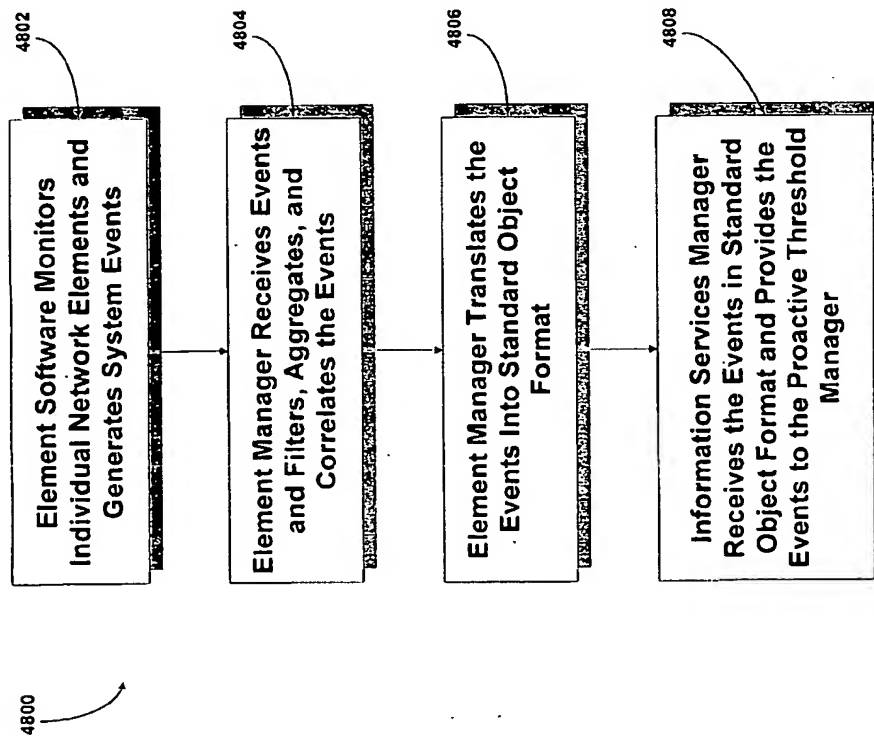 4800
4802
Element Software Monitors
Individual Network Elements and
Generates System Events
4804
Element Manager Receives Events
and Filters, Aggregates, and
Correlates the Events
4806
Element Manager Translates the
Events Into Standard Object
Format
4808
Information Services Manager
Receives the Events in Standard
Object Format and Provides the
Events to the Proactive Threshold
Manager